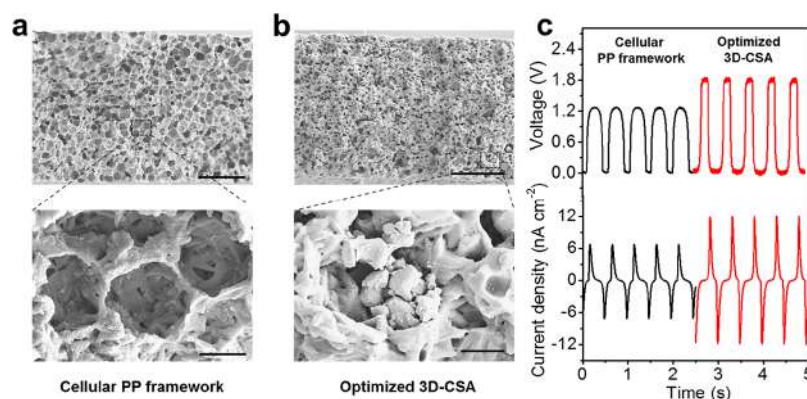 a
b
c
Cellular PP framework
Optimized 3D-CSA
Cellular
PP framework
Optimized
3D-CSA
Voltage (V)
2.4
1.8
1.2
0.6
0.0
Current density (nA cm⁻²)
12
6
0
-6
-12
0 1 2 3 4 5
Time (s)